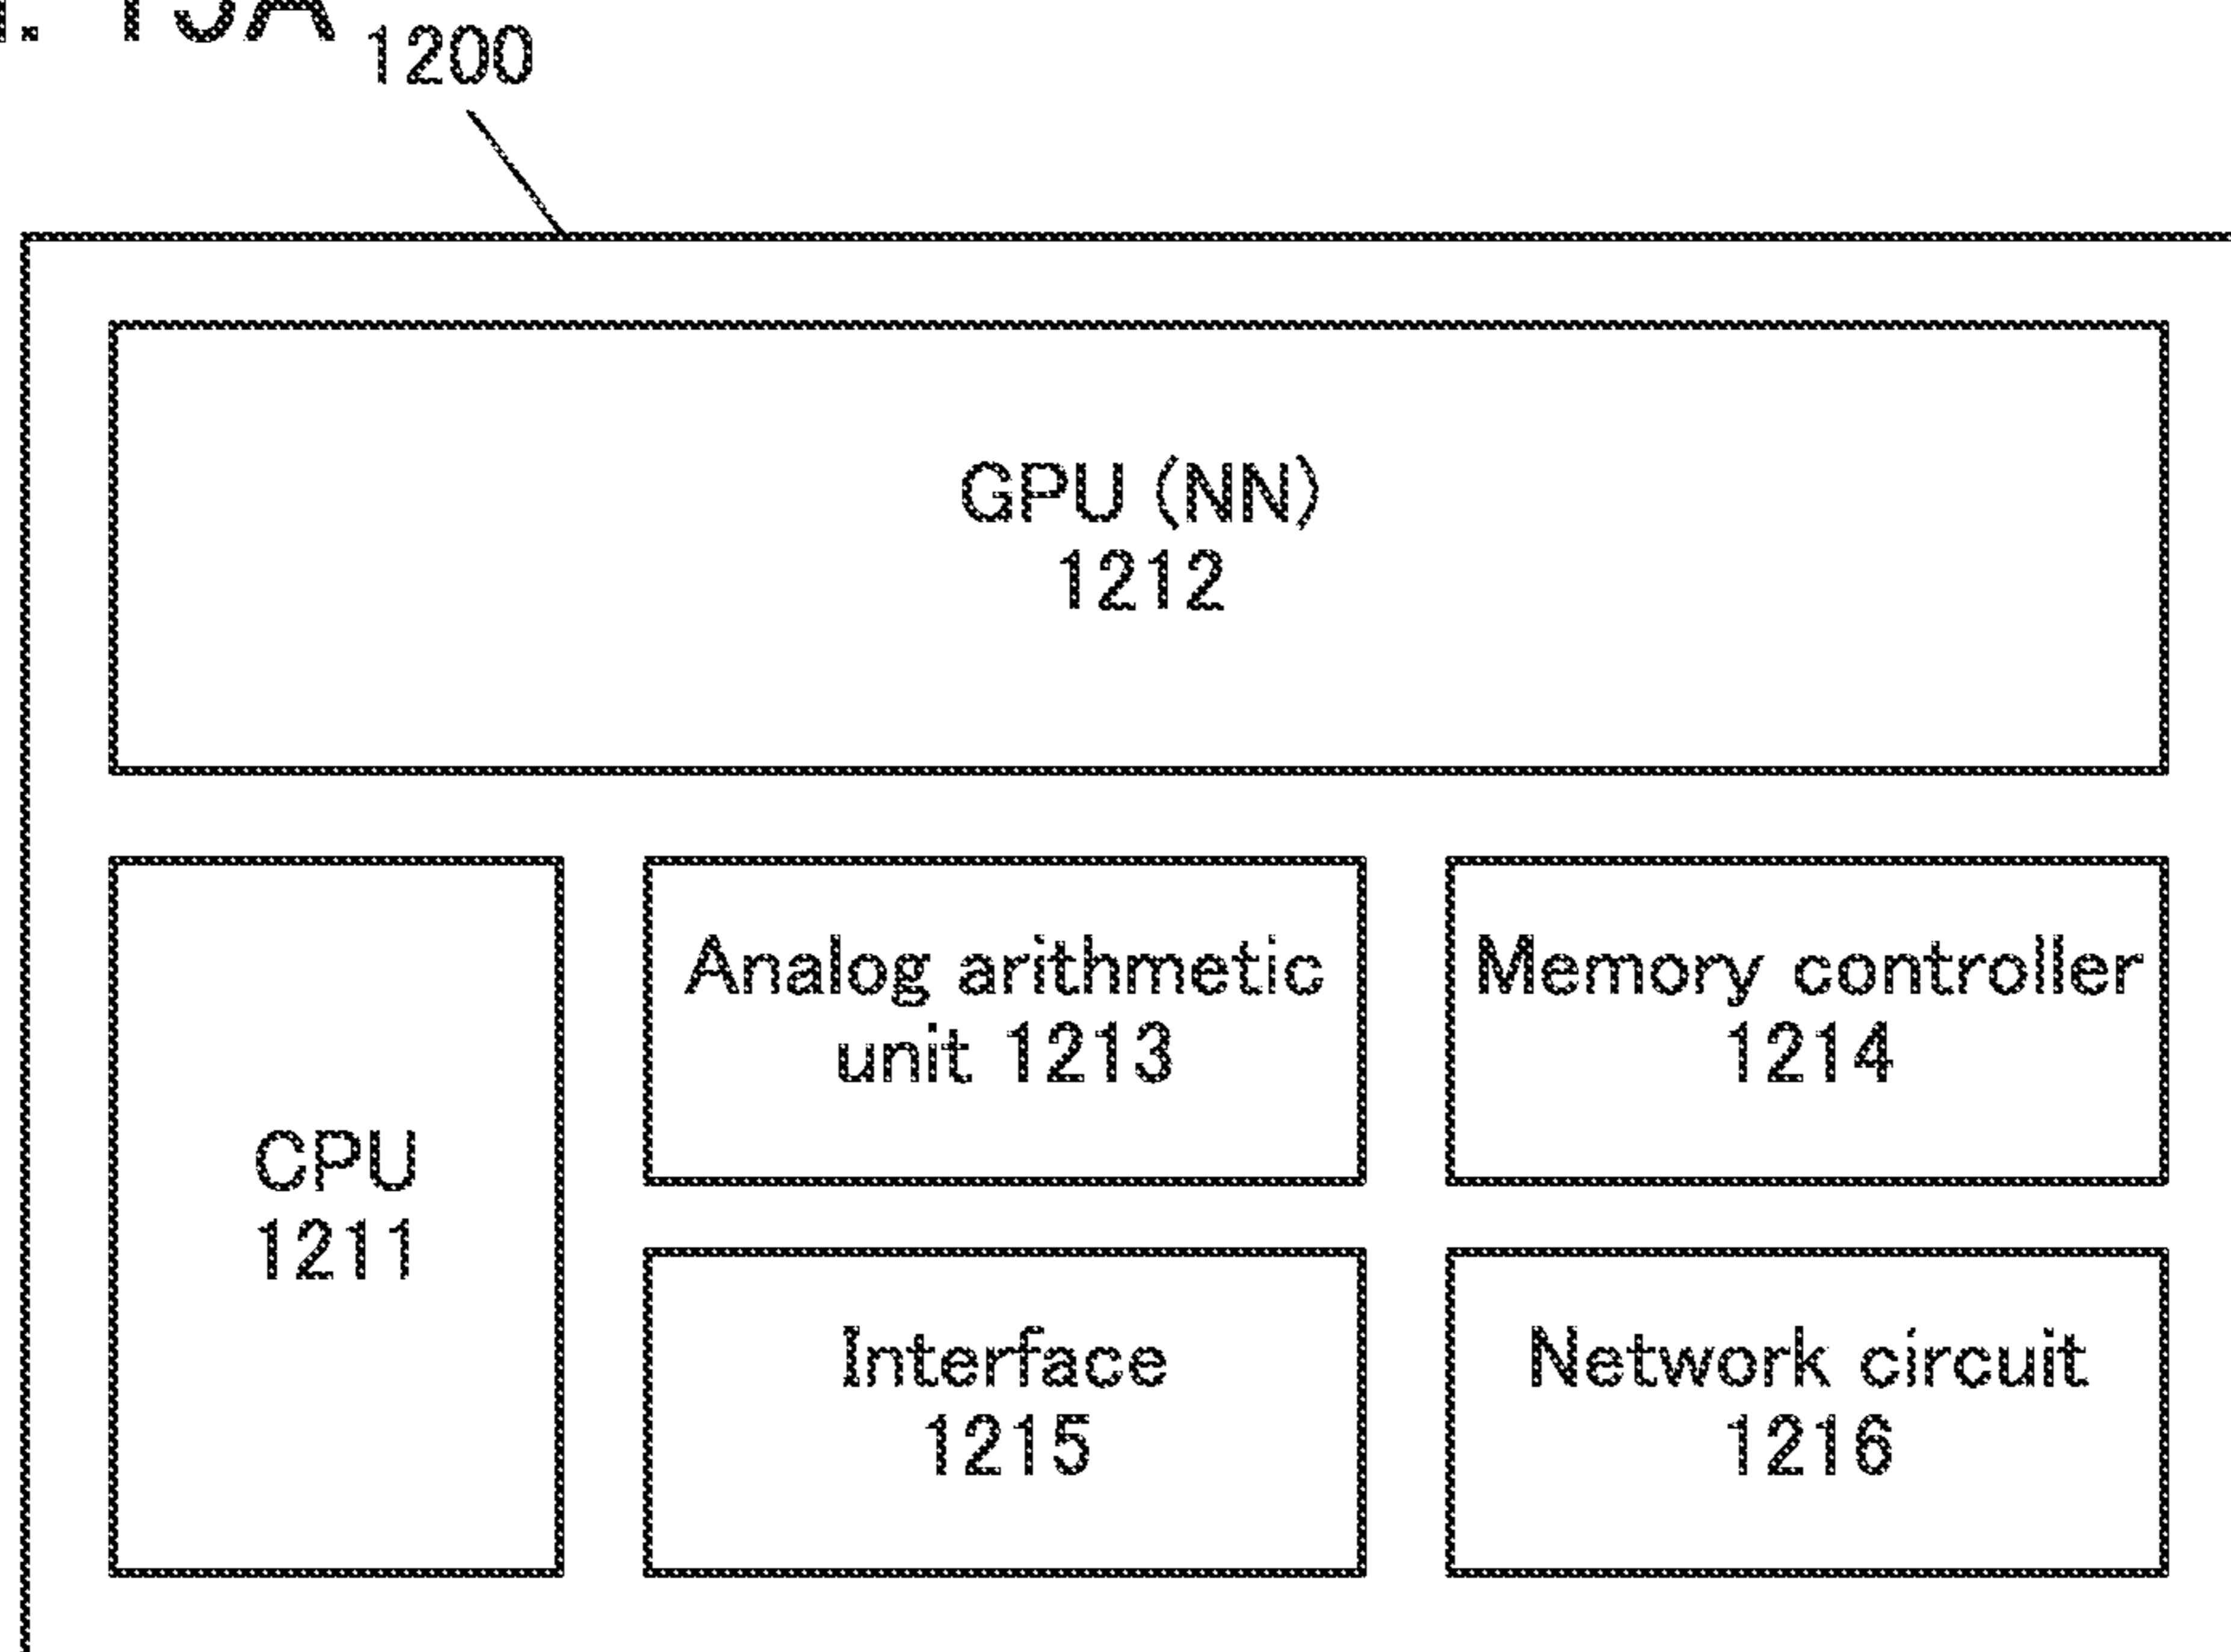 1200
GPU (NN)
1212
CPU
1211
Analog arithmetic
unit 1213
Memory controller
1214
Interface
1215
Network circuit
1216